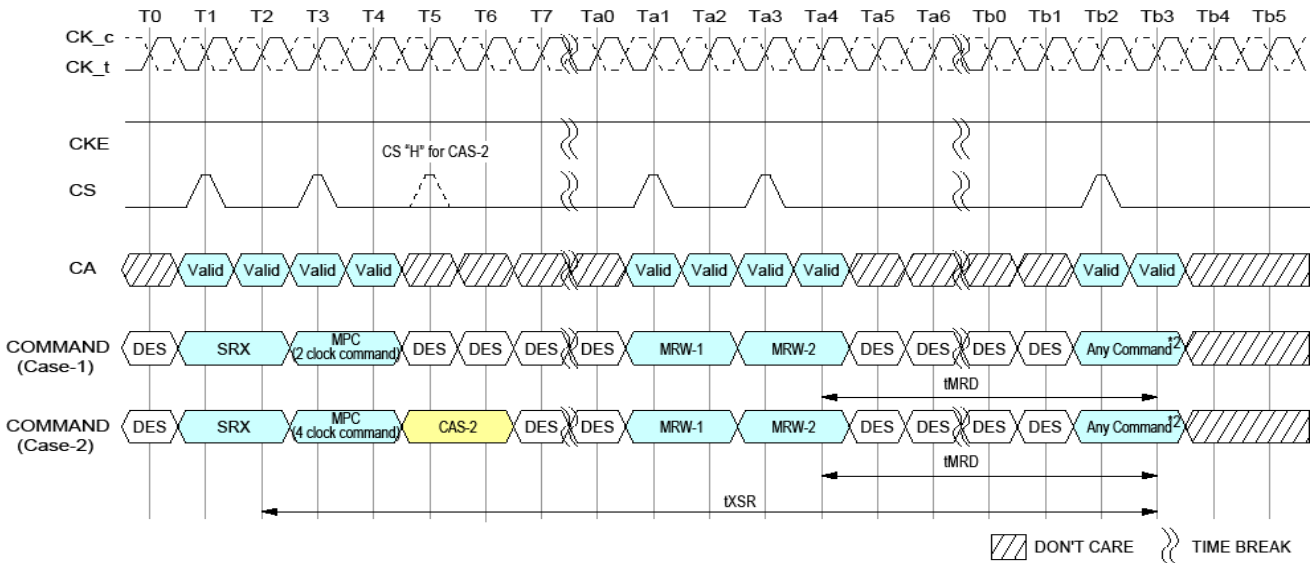 T0 T1 T2 T3 T4 T5 T6 T7 Ta0 Ta1 Ta2 Ta3 Ta4 Ta5 Ta6 Tb0 Tb1 Tb2 Tb3 Tb4 Tb5
CK_c
CK_t
CKE
CS "H" for CAS-2
CS
CA Valid Valid Valid Valid Valid Valid Valid Valid Valid Valid
COMMAND
(Case-1)
DES SRX MPC
(2 clock command)
DES DES DES DES MRW-1 MRW-2 DES DES DES DES Any Command*2
tMRD
COMMAND
(Case-2)
DES SRX MPC
(4 clock command)
CAS-2 DES DES MRW-1 MRW-2 DES DES DES DES Any Command*2
tMRD
tXSR
DON'T CARE TIME BREAK